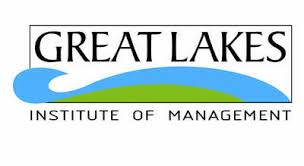 GREAT LAKES
INSTITUTE OF MANAGEMENT